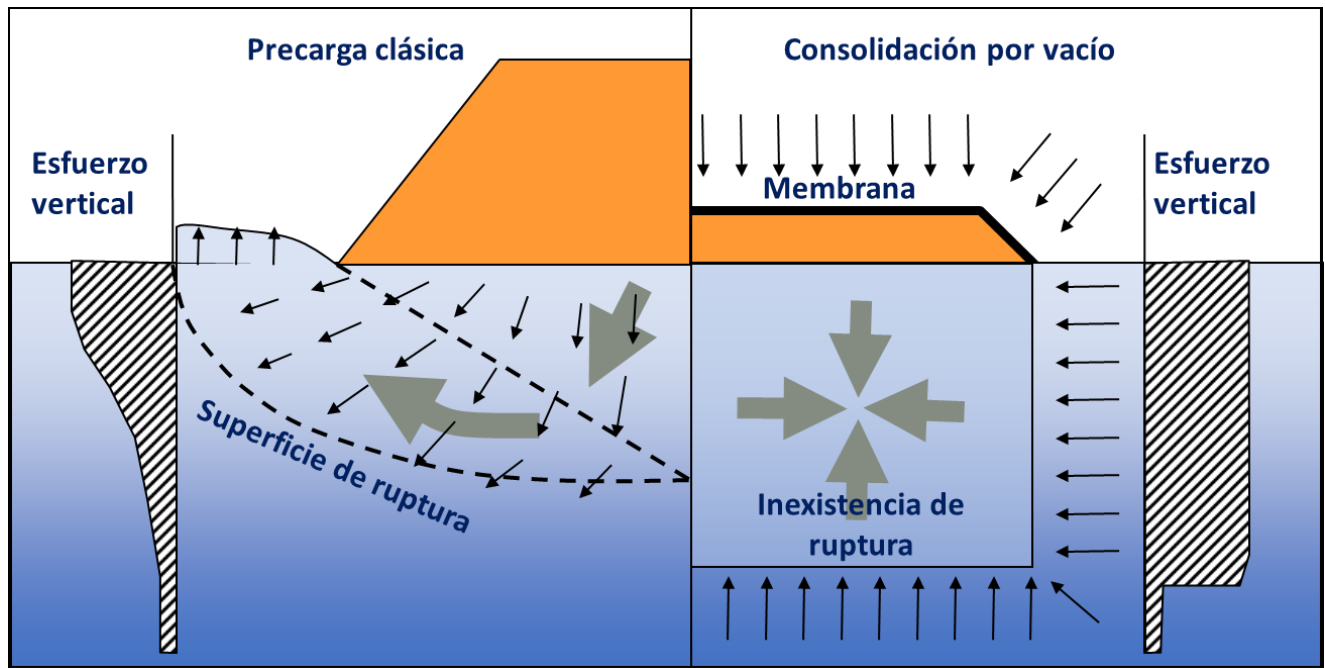 Precarga clásica
Consolidación por vacío
Esfuerzo
vertical
Esfuerzo
vertical
Membrana
Superficie de ruptura
Inexistencia de
ruptura